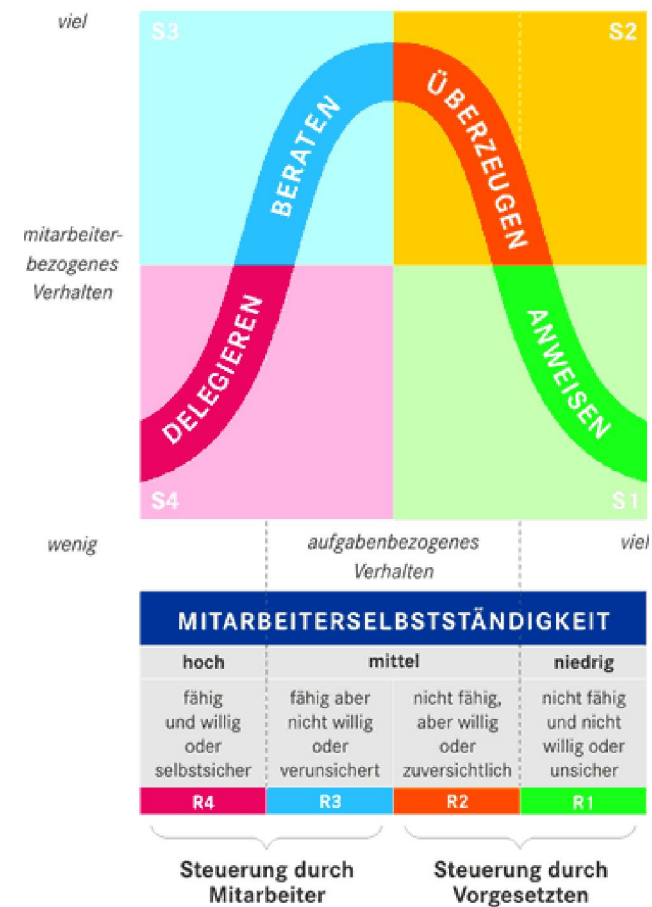 viel
S3
S2
BERATEN
ÜBERZEUGEN
mitarbeiter-
bezogenes
Verhalten
DELEGIEREN
ANWEISEN
S4
S1
wenig
aufgabenbezogenes
Verhalten
viel
MITARBEITERSELBSTSTÄNDIGKEIT
hoch
mittel
niedrig
fähig
und willig
oder
selbstsicher
fähig aber
nicht willig
oder
verunsichert
nicht fähig,
aber willig
oder
zuversichtlich
nicht fähig
und nicht
willig oder
unsicher
R4
R3
R2
R1
Steuerung durch
Mitarbeiter
Steuerung durch
Vorgesetzten